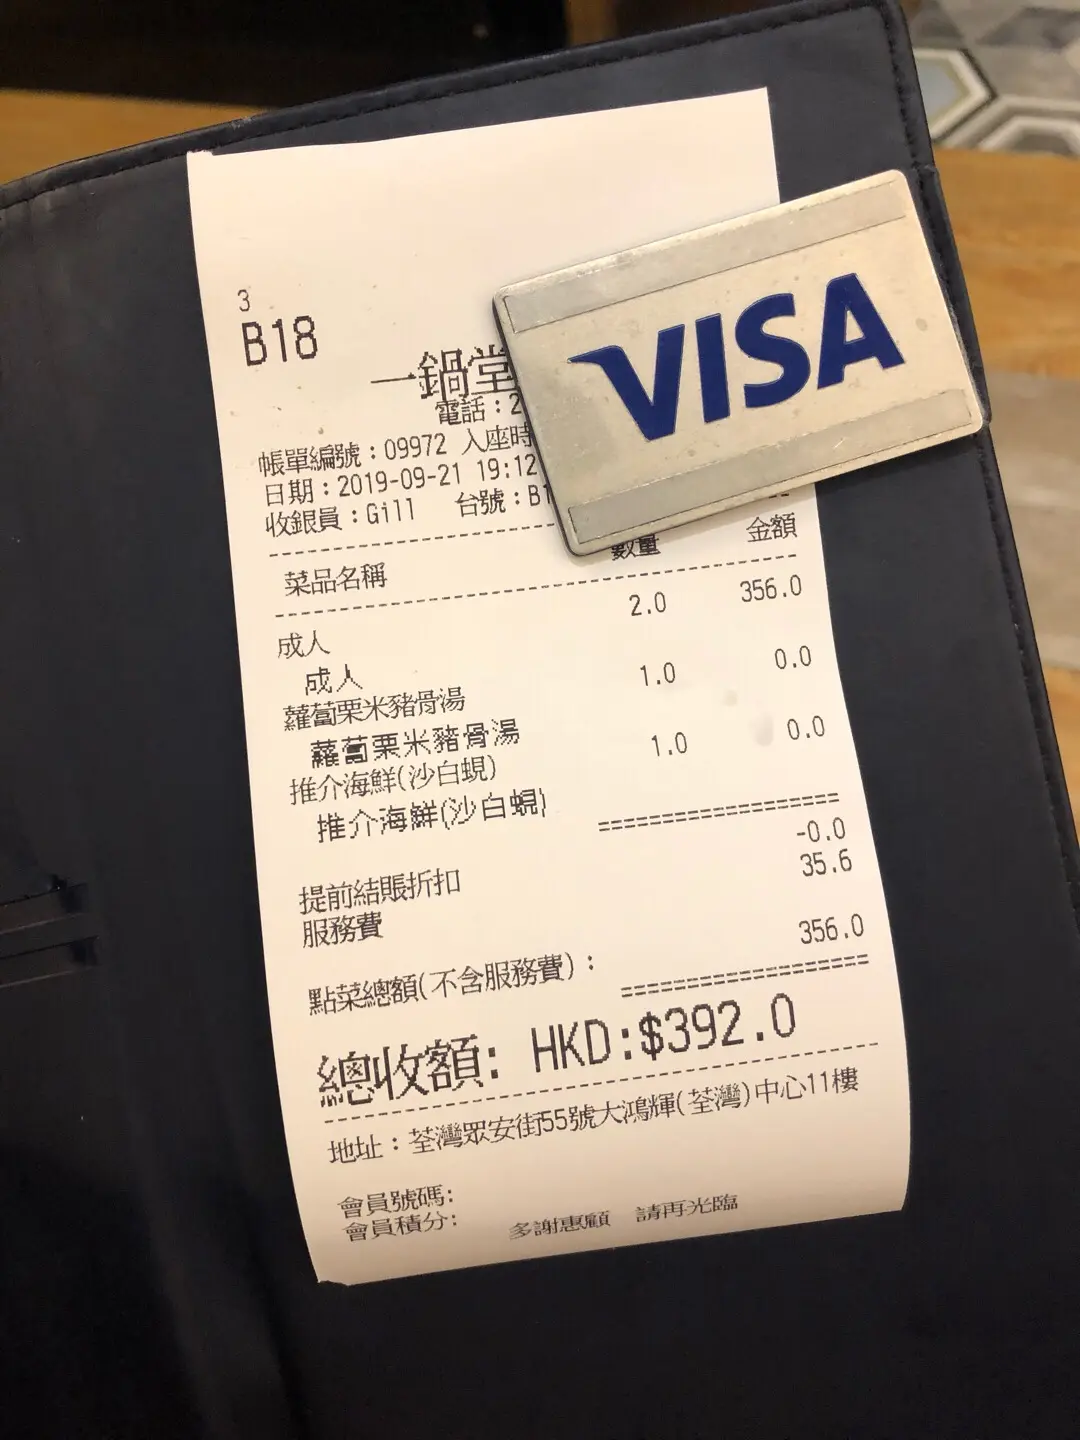 3
B18
一鍋堂
電話：2
VISA
帳單編號：09972 入座時
日期：2019-09-21 19:12
收銀員：Gill 台號：B1
菜品名稱 數量 金額
成人 2.0 356.0
成人
蘿蔔粟米豬骨湯 1.0 0.0
蘿蔔粟米豬骨湯
推介海鮮(沙白蜆) 1.0 0.0
推介海鮮(沙白蜆)
提前結賬折扣 -0.0
服務費 35.6
點菜總額(不含服務費)： 356.0
總收額: HKD:$392.0
地址：荃灣眾安街55號大鴻輝(荃灣)中心11樓
會員號碼:
會員積分:
多謝惠顧 請再光臨